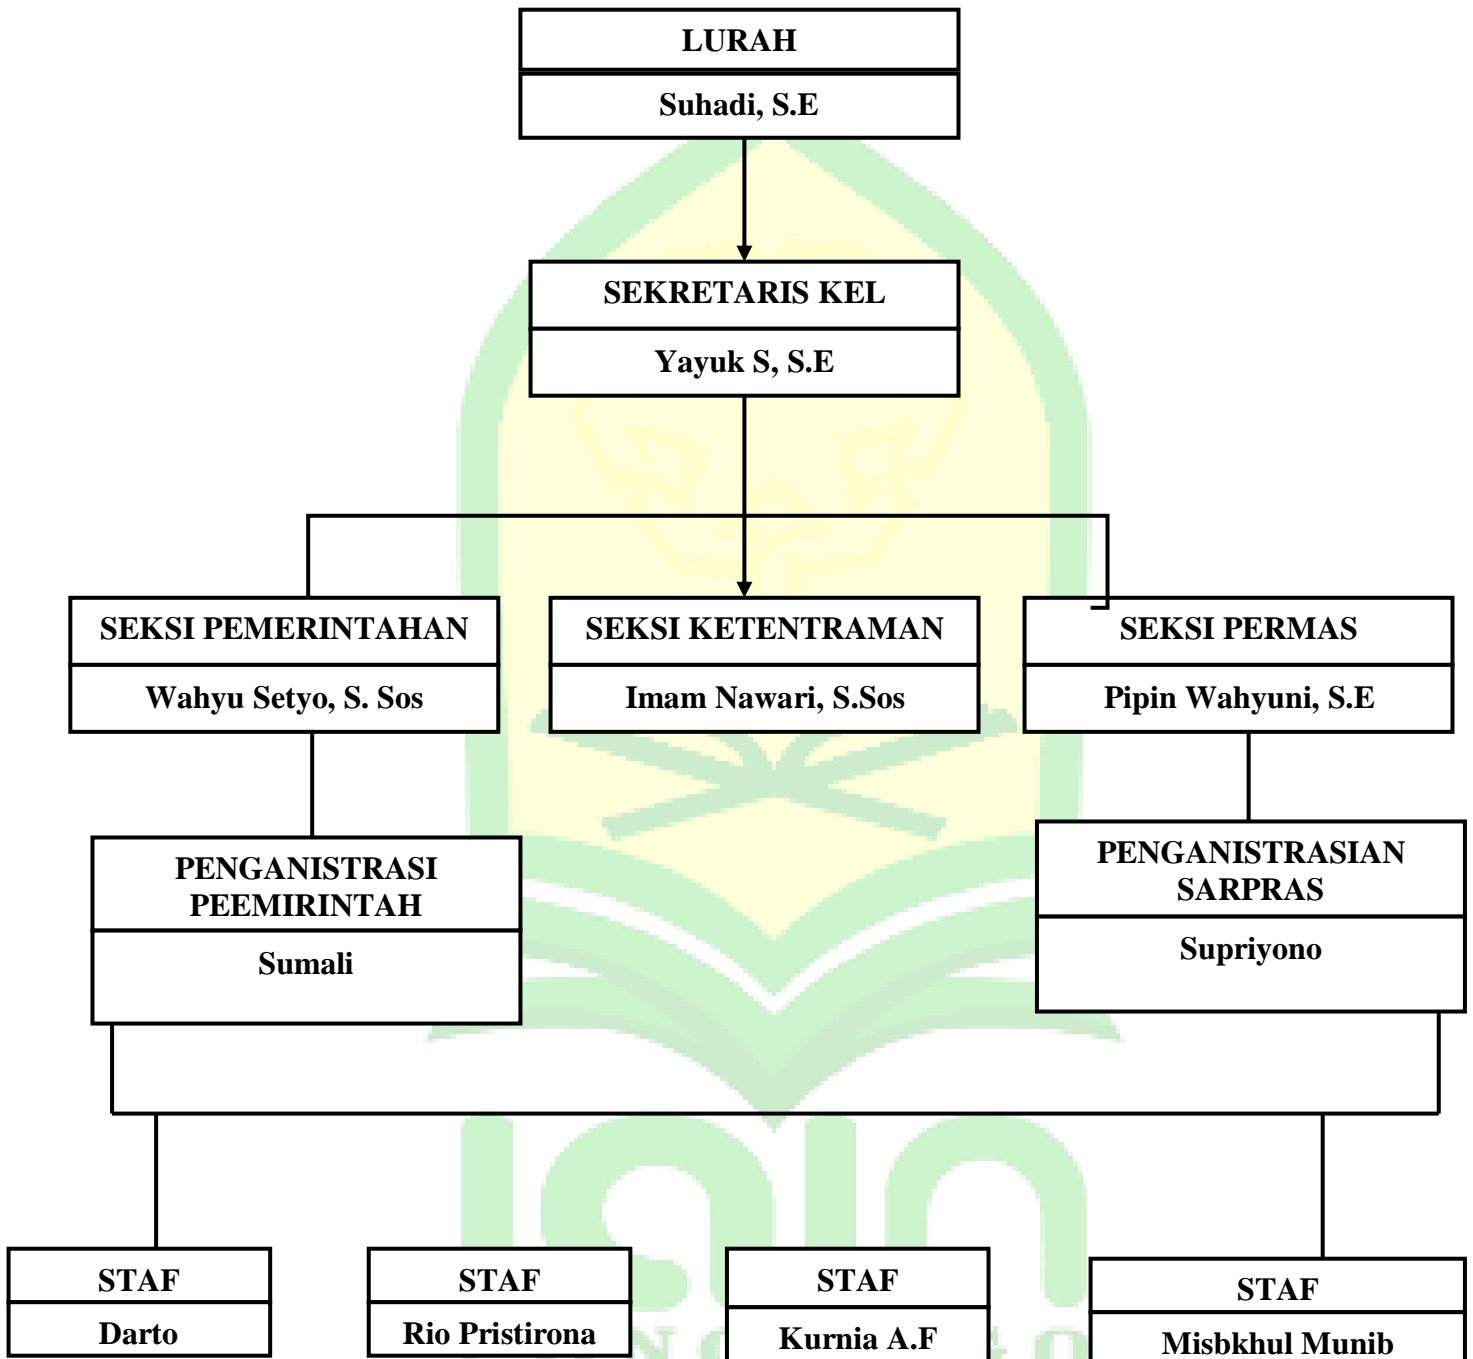 LURAH
Suhadi, S.E
SEKRETARIS KEL
Yayuk S, S.E
SEKSI PEMERINTAHAN
Wahyu Setyo, S. Sos
SEKSI KETENTRAMAN
Imam Nawari, S.Sos
SEKSI PERMAS
Pipin Wahyuni, S.E
PENGANISTRASI
PEEMIRINTAH
Sumali
PENGANISTRASIAN
SARPRAS
Supriyono
STAF
Darto
STAF
Rio Pristirona
STAF
Kurnia A.F
STAF
Misbkhul Munib